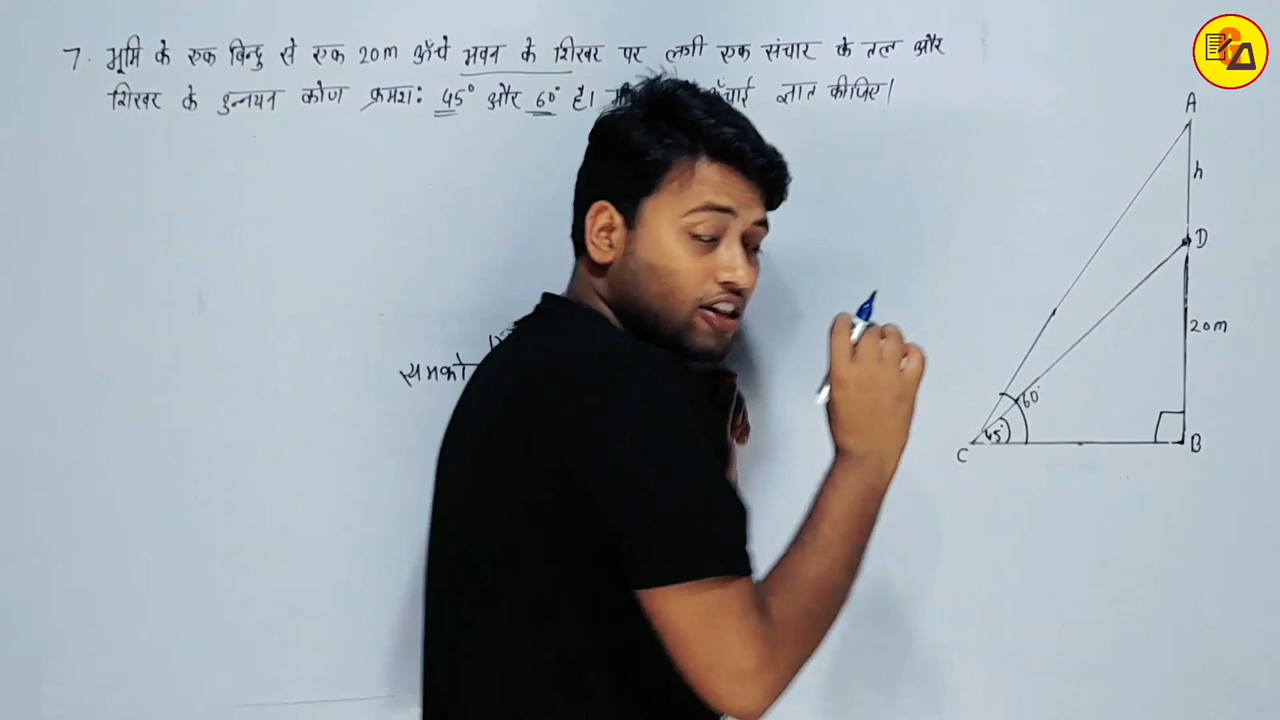 7. भूमि के एक बिन्दु से एक 20m ऊँचे भवन के शिखर पर लगी एक संचार के तल और
शिखर के उन्नयन कोण क्रमश: 45° और 60° है। ऊँचाई ज्ञात कीजिए।
A
h
D
20m
60°
45°
C
B
समको